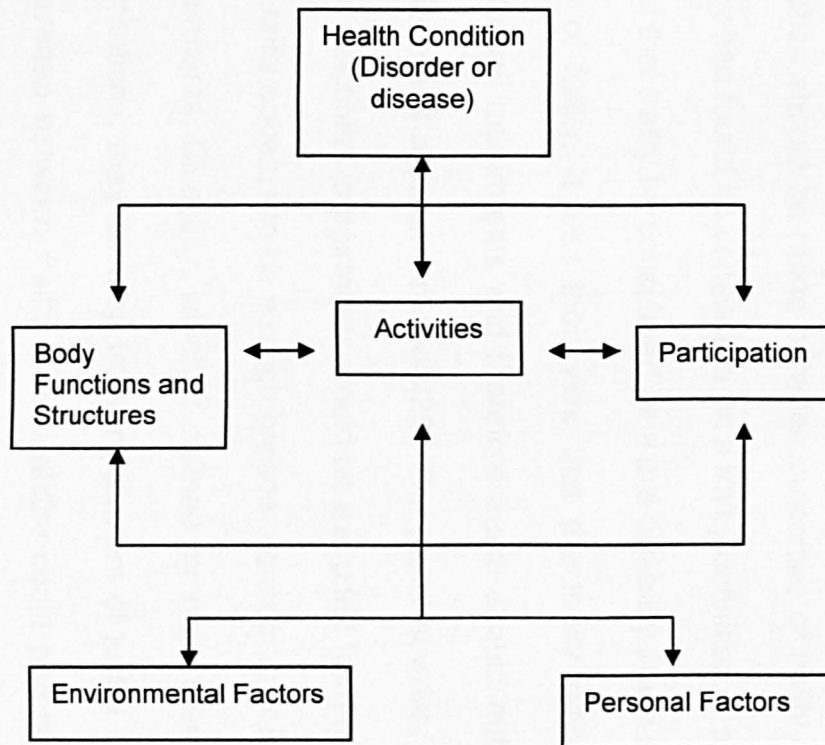 Health Condition
(Disorder or
disease)
Activities
Body
Functions and
Structures
Participation
Environmental Factors
Personal Factors